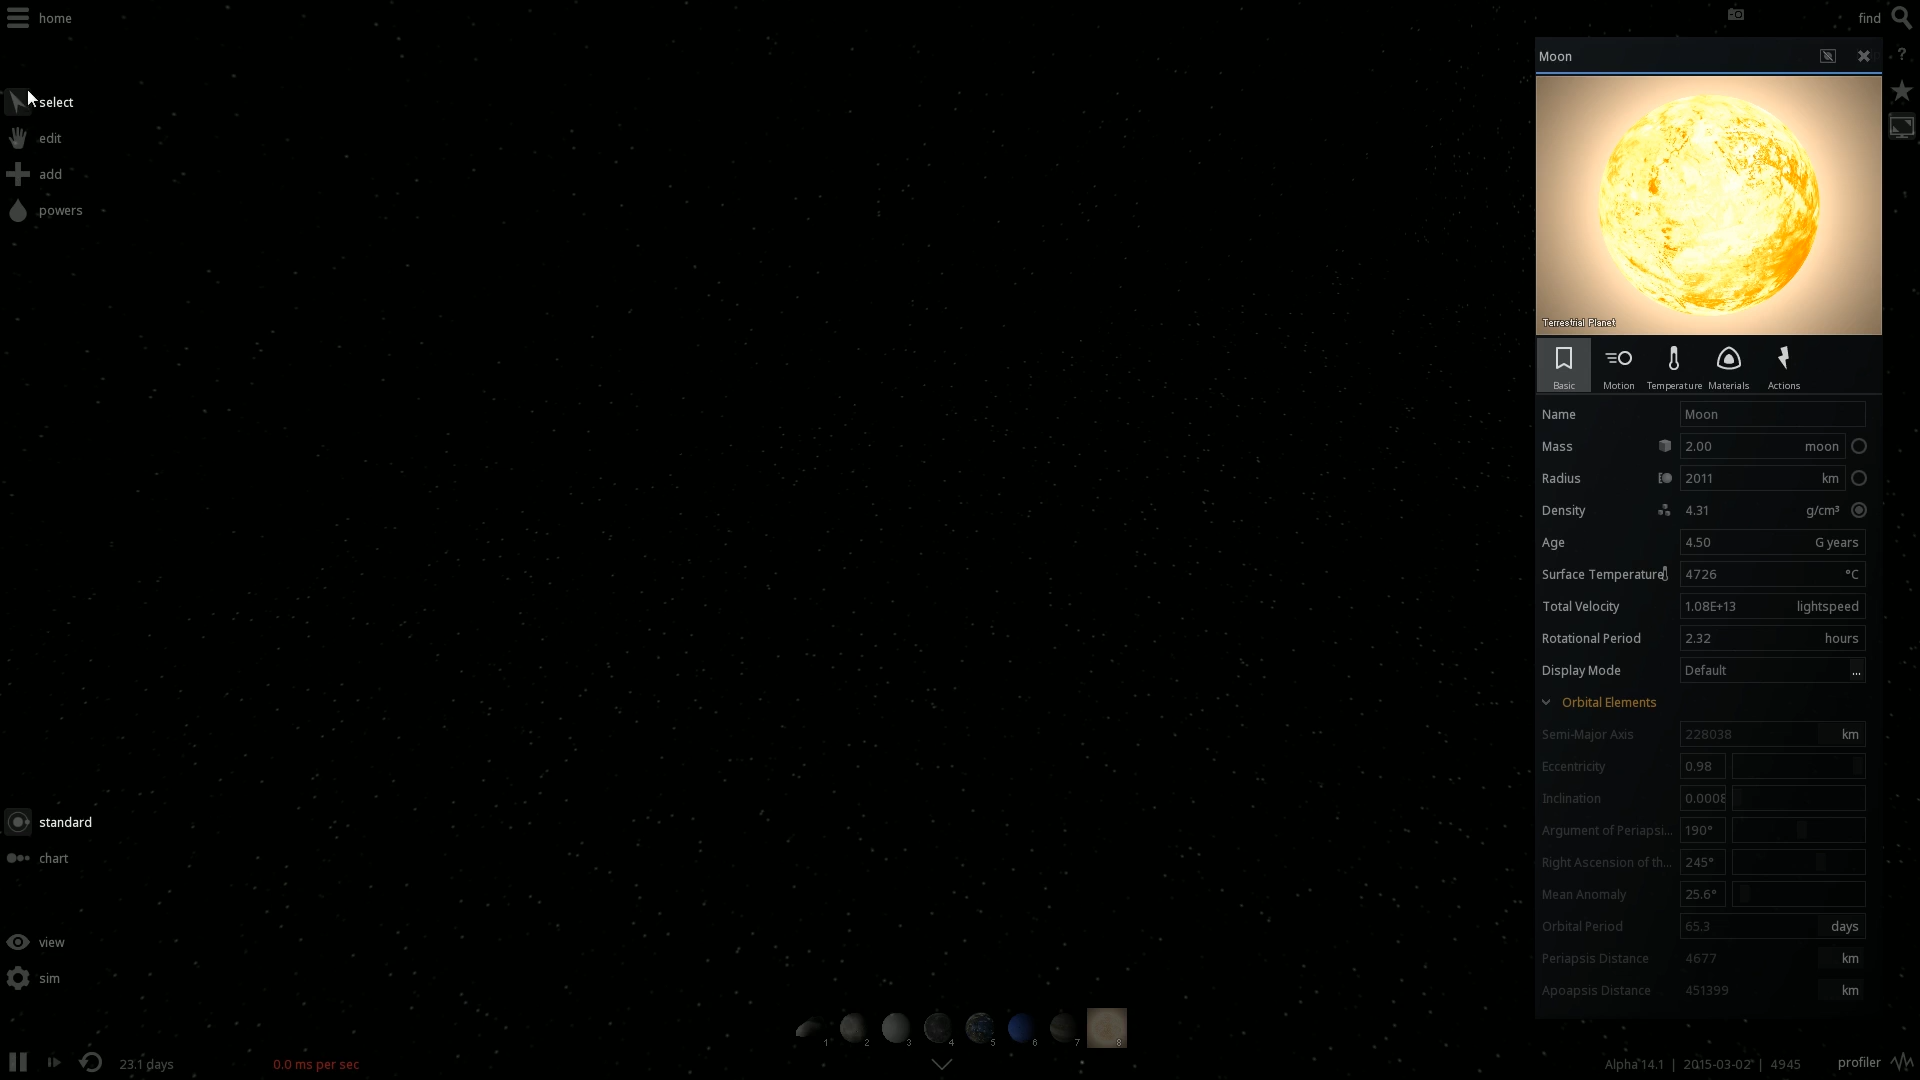 home
find
select
edit
add
powers
standard
chart
view
sim
23.1 days
0.0 ms per sec
1 2 3 4 5 6 7 8
Alpha 14.1 | 2015-03-02 | 4945
profiler
?
Moon
Terrestrial Planet
Basic Motion Temperature Materials Actions
Name Moon
Mass 2.00 moon
Radius 2011 km
Density 4.31 g/cm³
Age 4.50 G years
Surface Temperature 4726 °C
Total Velocity 1.08E+13 lightspeed
Rotational Period 2.32 hours
Display Mode Default ...
Orbital Elements
Semi-Major Axis 228038 km
Eccentricity 0.98
Inclination 0.0008
Argument of Periapsi... 190°
Right Ascension of th... 245°
Mean Anomaly 25.6°
Orbital Period 65.3 days
Periapsis Distance 4677 km
Apoapsis Distance 451399 km